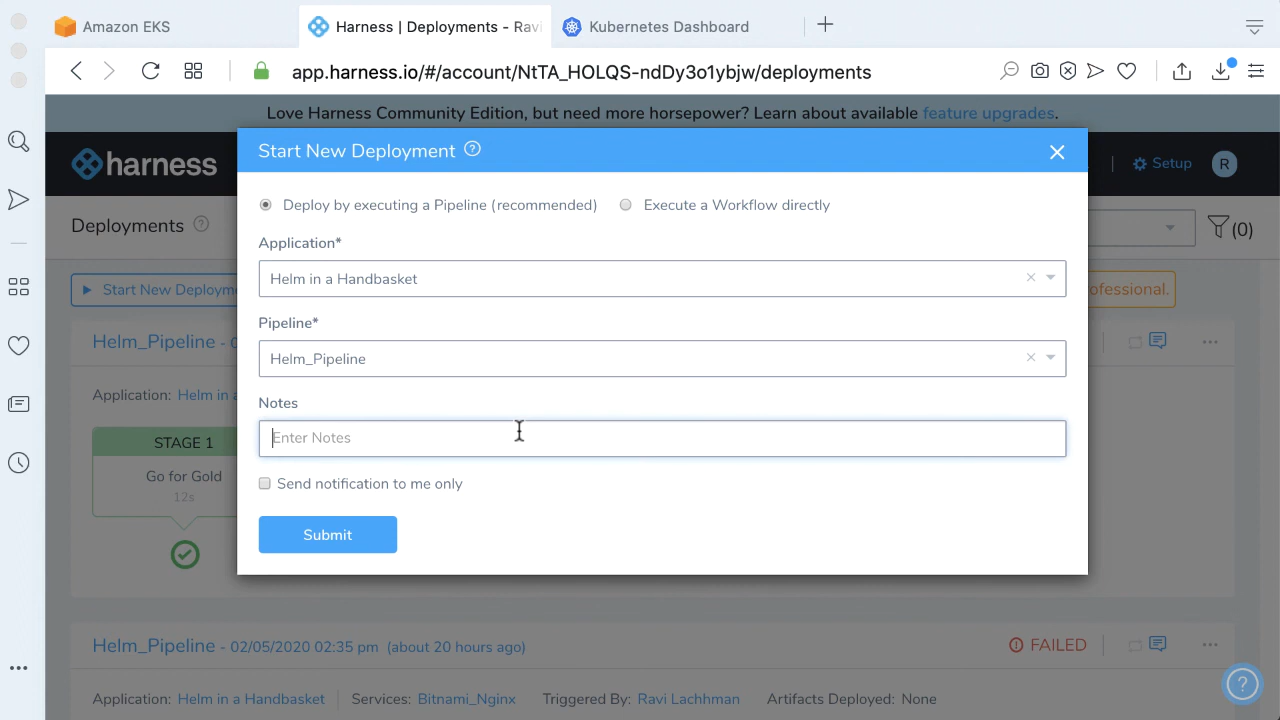 Amazon EKS
Harness | Deployments - Ravi
Kubernetes Dashboard
app.harness.io/#/account/NtTA_HOLQS-ndDy3o1ybjw/deployments
Love Harness Community Edition, but need more horsepower? Learn about available feature upgrades.
harness
Setup
R
Start New Deployment
Deploy by executing a Pipeline (recommended)
Execute a Workflow directly
Deployments
(0)
Application*
Helm in a Handbasket
Start New Deployme
ofessional.
Pipeline*
Helm_Pipeline
Helm_Pipeline - 0
Application: Helm in a
Notes
Enter Notes
STAGE 1
Go for Gold
12s
Send notification to me only
Submit
Helm_Pipeline - 02/05/2020 02:35 pm (about 20 hours ago)
FAILED
Application: Helm in a Handbasket
Services: Bitnami_Nginx
Triggered By: Ravi Lachhman
Artifacts Deployed: None